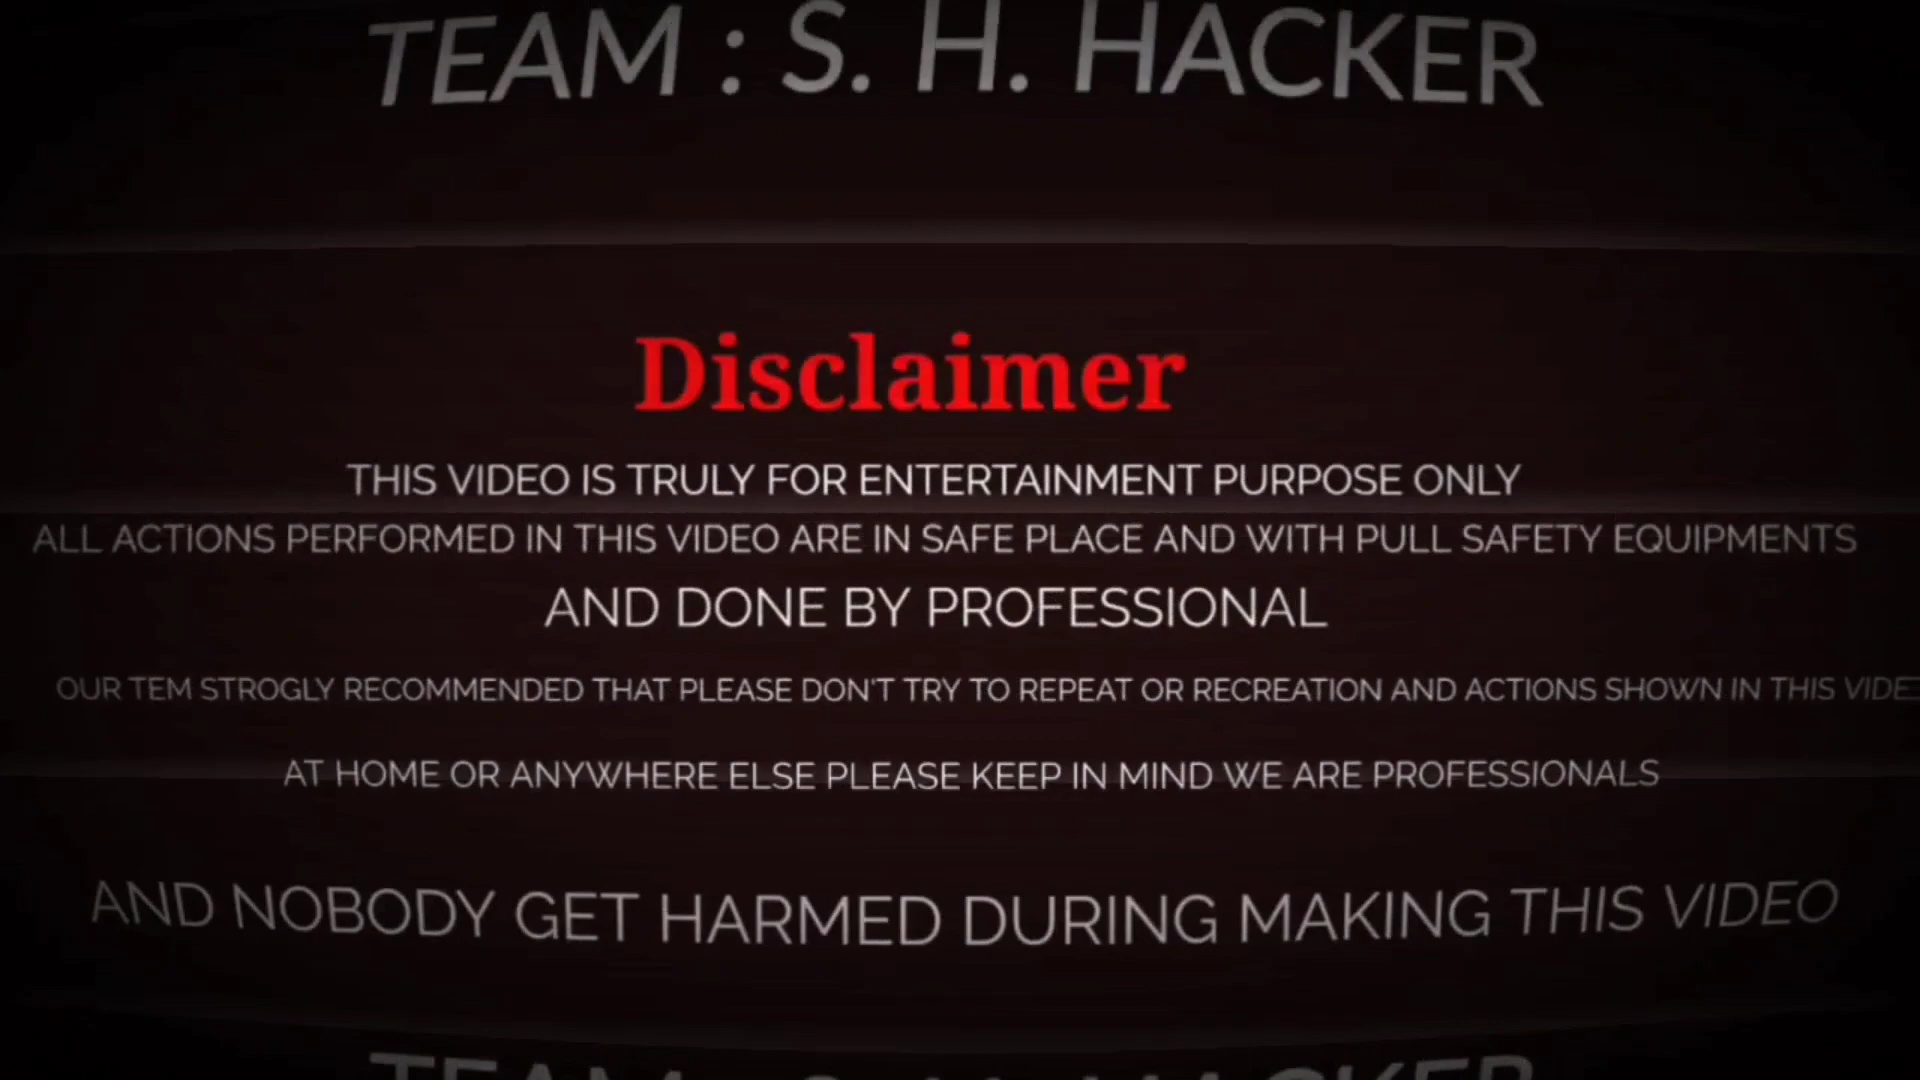 TEAM : S. H. HACKER
Disclaimer
THIS VIDEO IS TRULY FOR ENTERTAINMENT PURPOSE ONLY
ALL ACTIONS PERFORMED IN THIS VIDEO ARE IN SAFE PLACE AND WITH PULL SAFETY EQUIPMENTS
AND DONE BY PROFESSIONAL
OUR TEM STROGLY RECOMMENDED THAT PLEASE DON'T TRY TO REPEAT OR RECREATION AND ACTIONS SHOWN IN THIS
AT HOME OR ANYWHERE ELSE PLEASE KEEP IN MIND WE ARE PROFESSIONALS
AND NOBODY GET HARMED DURING MAKING THIS VIDEO